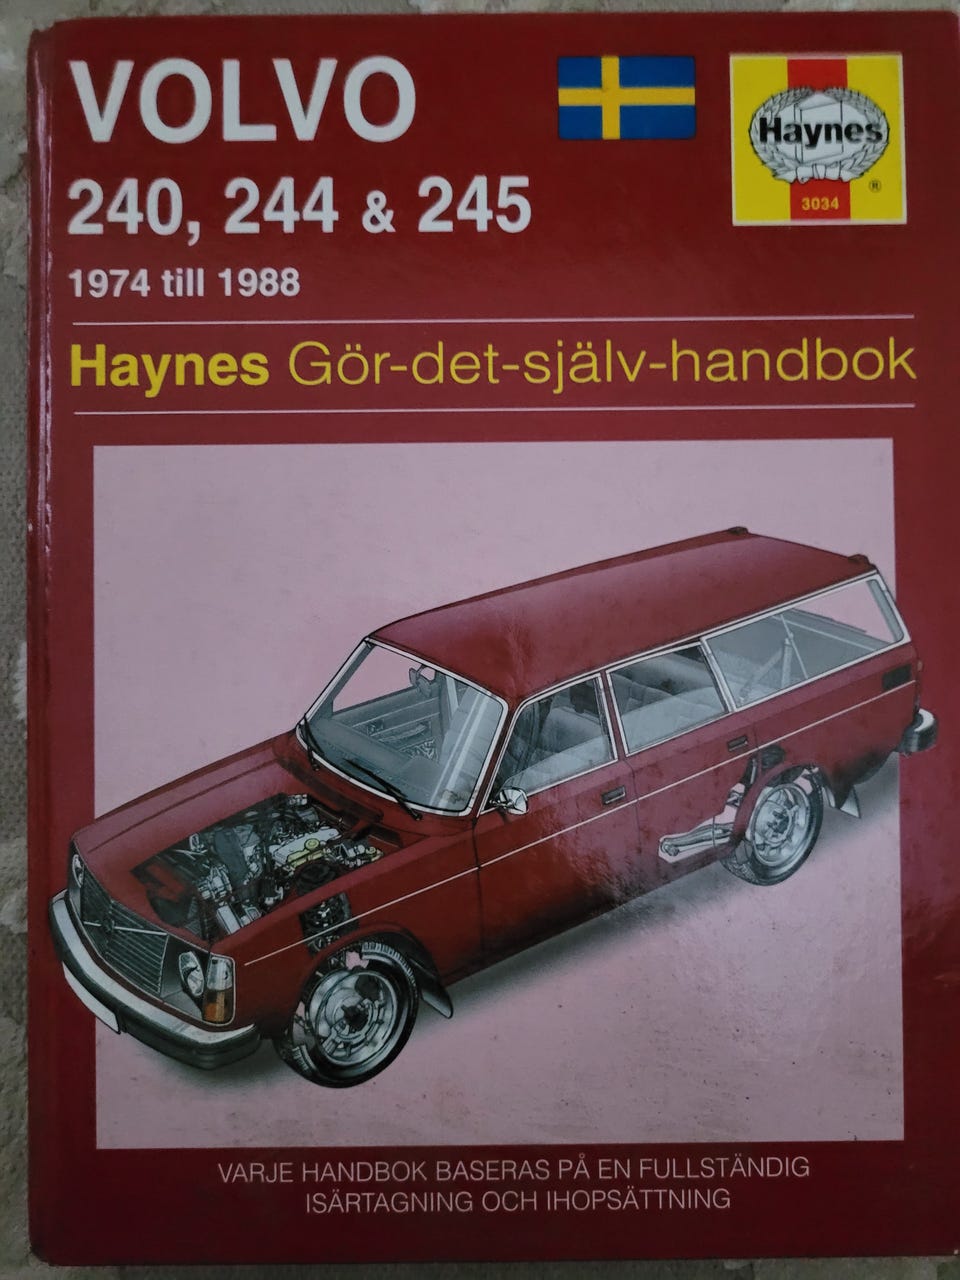 VOLVO
Haynes
®
3034
240, 244 & 245
1974 till 1988
Haynes Gör-det-själv-handbok
VARJE HANDBOK BASERAS PÅ EN FULLSTÄNDIG
ISÄRTAGNING OCH IHOPSÄTTNING